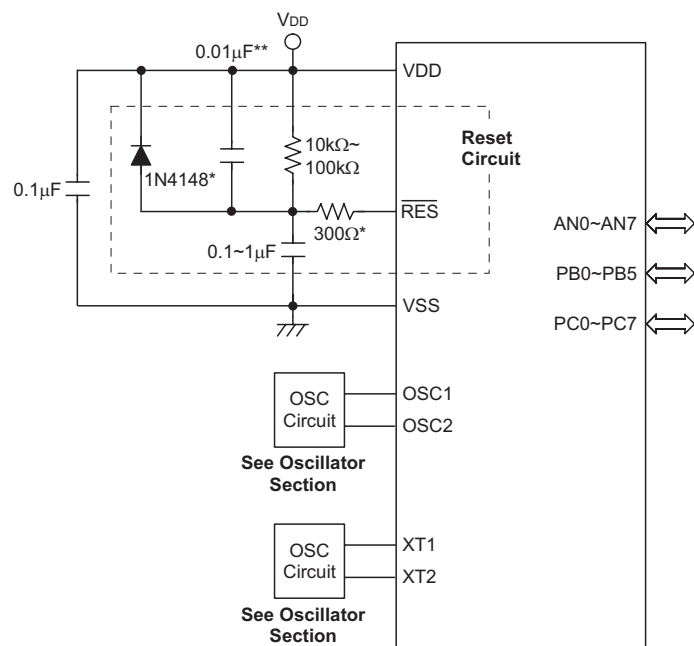 VDD
0.01µF**
VDD
Reset
Circuit
10kΩ~
100kΩ
1N4148*
0.1µF
RES
300Ω*
0.1~1µF
AN0~AN7
PB0~PB5
VSS
PC0~PC7
OSC
Circuit
OSC1
OSC2
See Oscillator
Section
OSC
Circuit
XT1
XT2
See Oscillator
Section